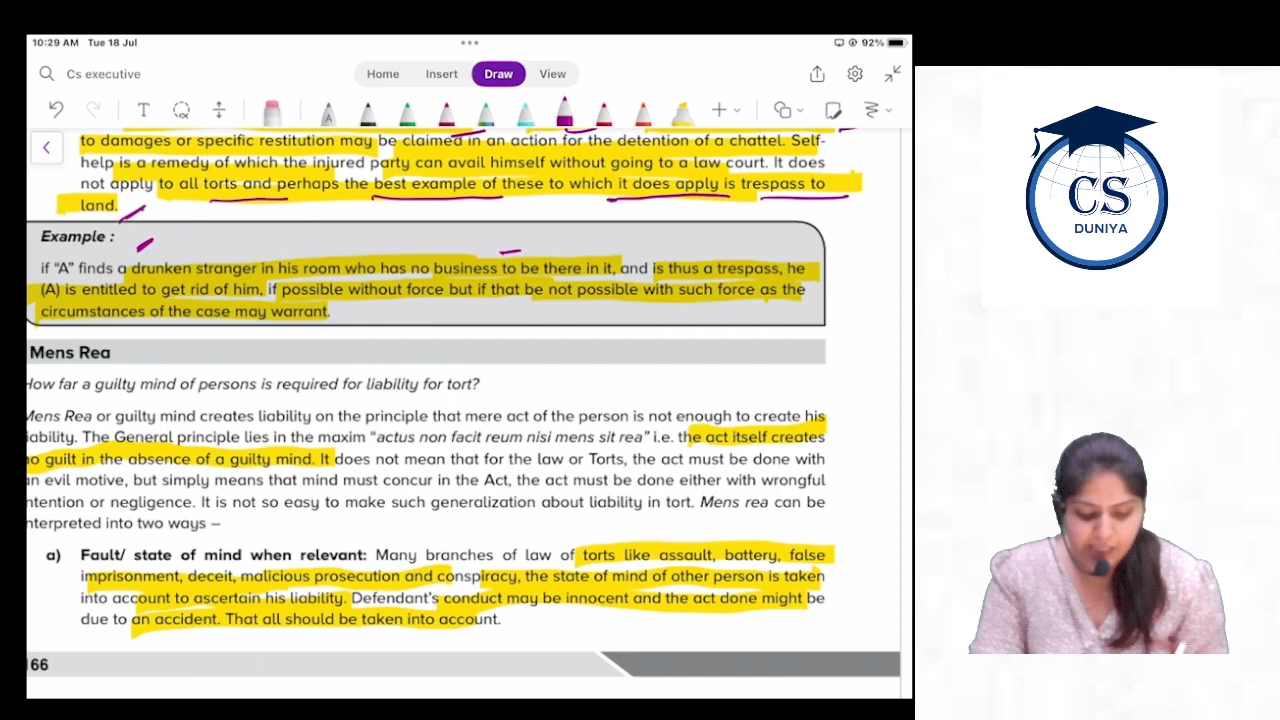 10:29 AM Tue 18 Jul
92%
Cs executive
Home Insert Draw View
to damages or specific restitution may be claimed in an action for the detention of a chattel. Self-
help is a remedy of which the injured party can avail himself without going to a law court. It does
not apply to all torts and perhaps the best example of these to which it does apply is trespass to
land.
Example :
if “A” finds a drunken stranger in his room who has no business to be there in it, and is thus a trespass, he
(A) is entitled to get rid of him, if possible without force but if that be not possible with such force as the
circumstances of the case may warrant.
Mens Rea
How far a guilty mind of persons is required for liability for tort?
Mens Rea or guilty mind creates liability on the principle that mere act of the person is not enough to create his
iability. The General principle lies in the maxim “actus non facit reum nisi mens sit rea” i.e. the act itself creates
no guilt in the absence of a guilty mind. It does not mean that for the law or Torts, the act must be done with
an evil motive, but simply means that mind must concur in the Act, the act must be done either with wrongful
ntention or negligence. It is not so easy to make such generalization about liability in tort. Mens rea can be
nterpreted into two ways –
a) Fault/ state of mind when relevant: Many branches of law of torts like assault, battery, false
imprisonment, deceit, malicious prosecution and conspiracy, the state of mind of other person is taken
into account to ascertain his liability. Defendant's conduct may be innocent and the act done might be
due to an accident. That all should be taken into account.
66
CS
DUNIYA